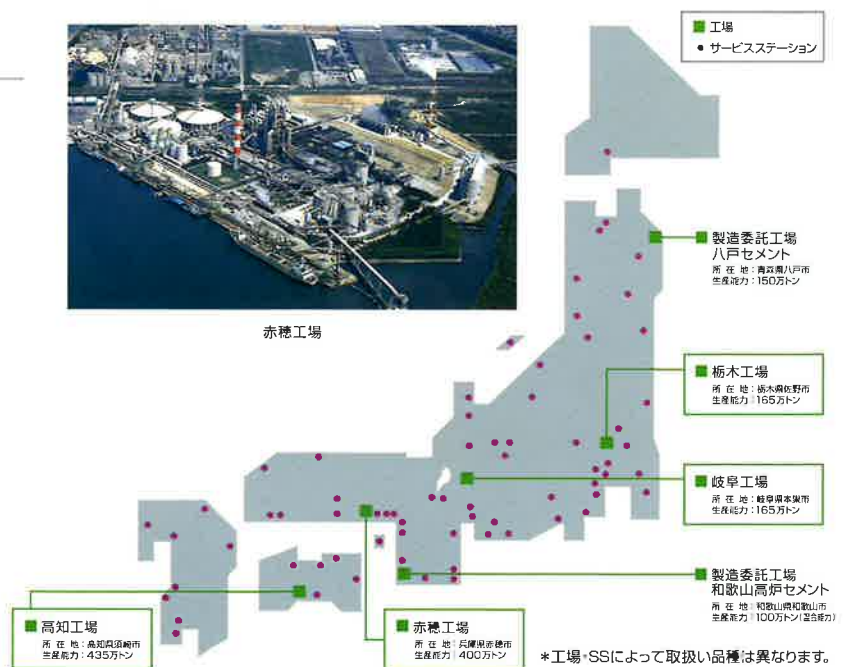 工場
サービスステーション
赤穂工場
製造委託工場
八戸セメント
所 在 地：青森県八戸市
生産能力：150万トン
栃木工場
所 在 地：栃木県佐野市
生産能力：165万トン
岐阜工場
所 在 地：岐阜県本巣市
生産能力：165万トン
製造委託工場
和歌山高炉セメント
所 在 地：和歌山県和歌山市
生産能力：100万トン(混合能力)
高知工場
所 在 地：高知県須崎市
生産能力：435万トン
赤穂工場
所 在 地：兵庫県赤穂市
生産能力：400万トン
＊工場・SSによって取扱い品種は異なります。